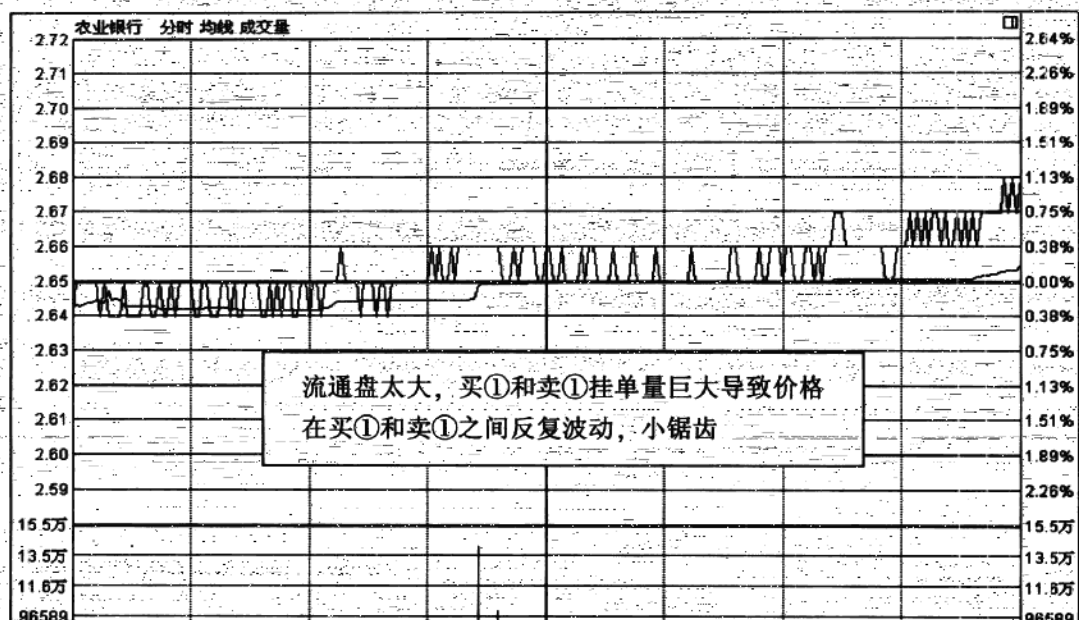 农业银行 分时 均线 成交量
2.72 2.64%
2.71 2.26%
2.70 1.89%
2.69 1.51%
2.68 1.13%
2.67 0.75%
2.66 0.38%
2.65 0.00%
2.64 0.38%
2.63 0.75%
2.62 1.13%
2.61 1.51%
2.60 1.89%
2.59 2.26%
流通盘太大，买①和卖①挂单量巨大导致价格
在买①和卖①之间反复波动，小锯齿
15.5万 15.5万
13.5万 13.5万
11.6万 11.6万
96589 96589